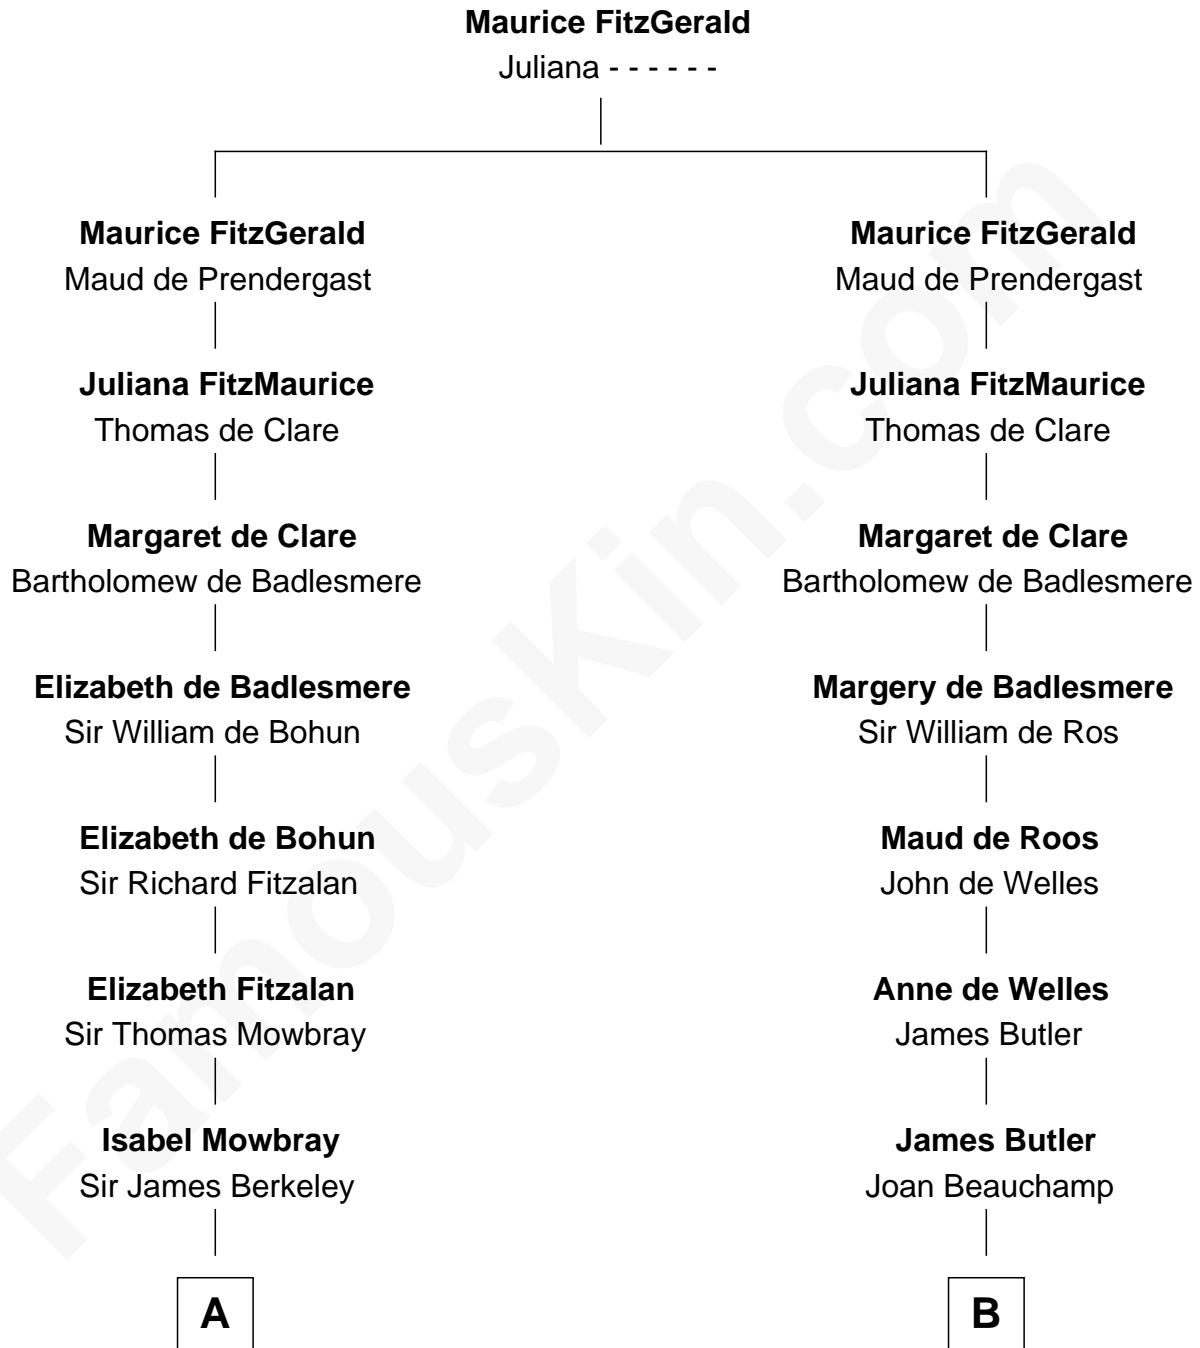 Maurice FitzGerald
Juliana - - - - - -
Maurice FitzGerald
Maud de Prendergast
Juliana FitzMaurice
Thomas de Clare
Margaret de Clare
Bartholomew de Badlesmere
Elizabeth de Badlesmere
Sir William de Bohun
Elizabeth de Bohun
Sir Richard Fitzalan
Elizabeth Fitzalan
Sir Thomas Mowbray
Isabel Mowbray
Sir James Berkeley
A
Maurice FitzGerald
Maud de Prendergast
Juliana FitzMaurice
Thomas de Clare
Margaret de Clare
Bartholomew de Badlesmere
Margery de Badlesmere
Sir William de Ros
Maud de Roos
John de Welles
Anne de Welles
James Butler
James Butler
Joan Beauchamp
B
FamousKin.com